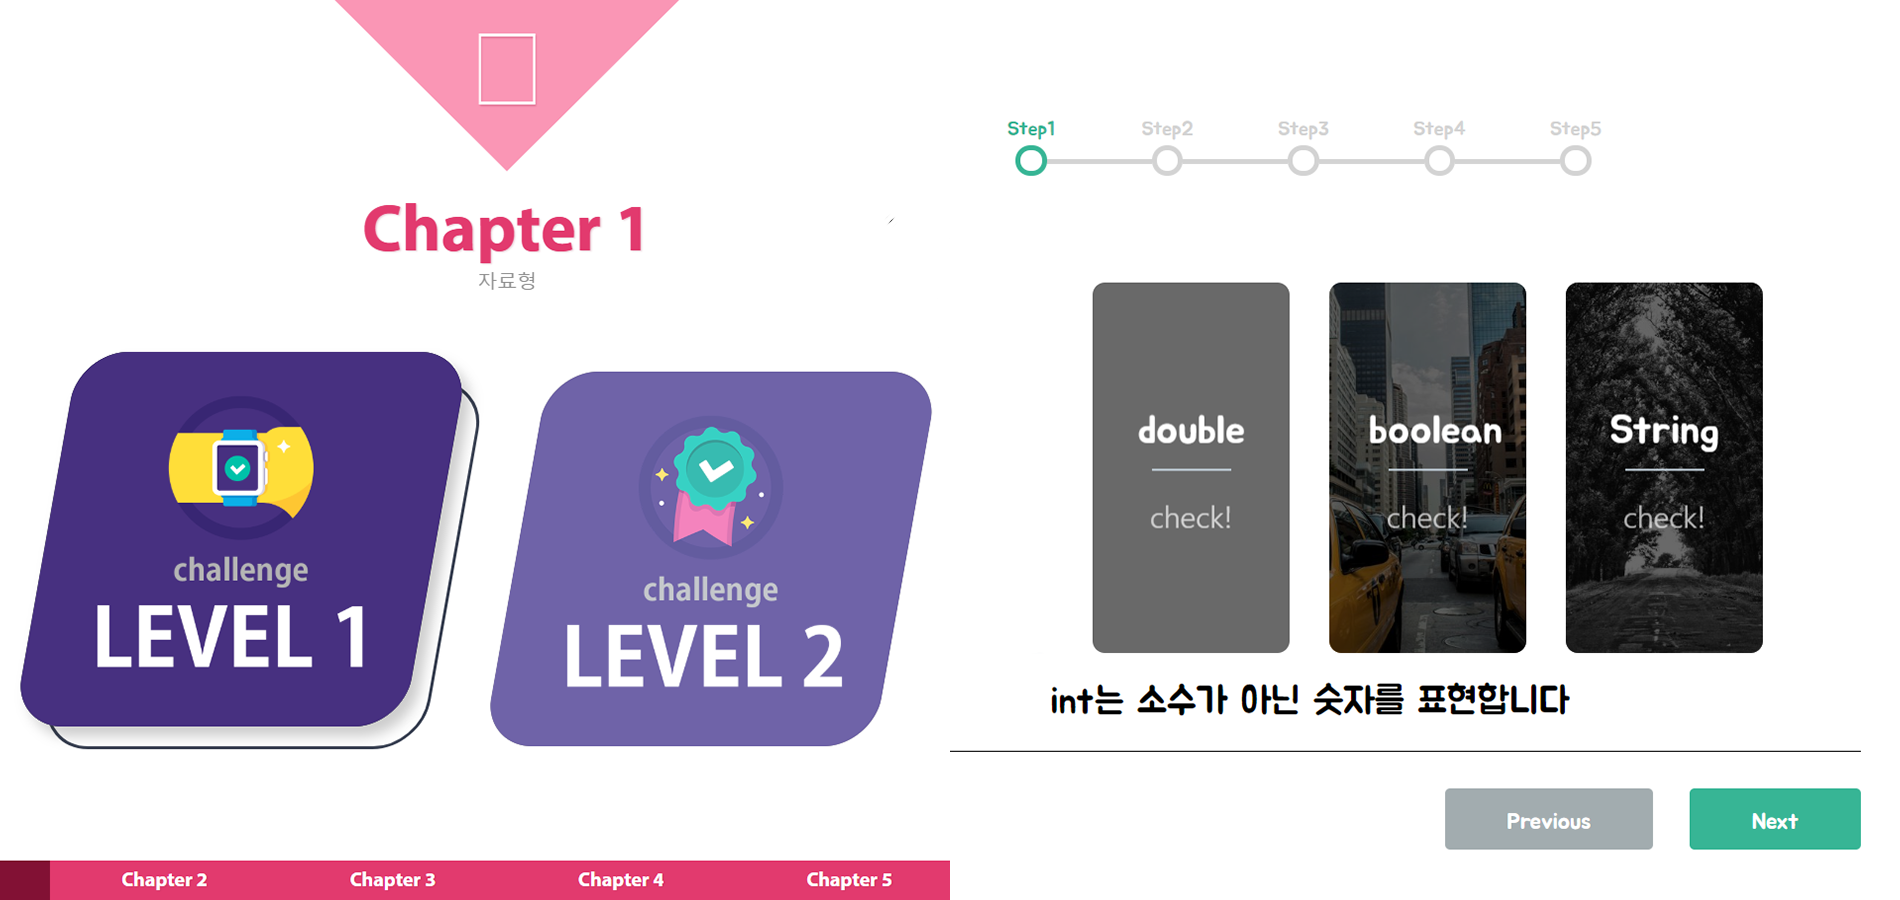 Chapter 1
자료형
challenge
LEVEL 1
challenge
LEVEL 2
Chapter 2
Chapter 3
Chapter 4
Chapter 5
Step1
Step2
Step3
Step4
Step5
double
check!
boolean
check!
String
check!
int는 소수가 아닌 숫자를 표현합니다
Previous
Next